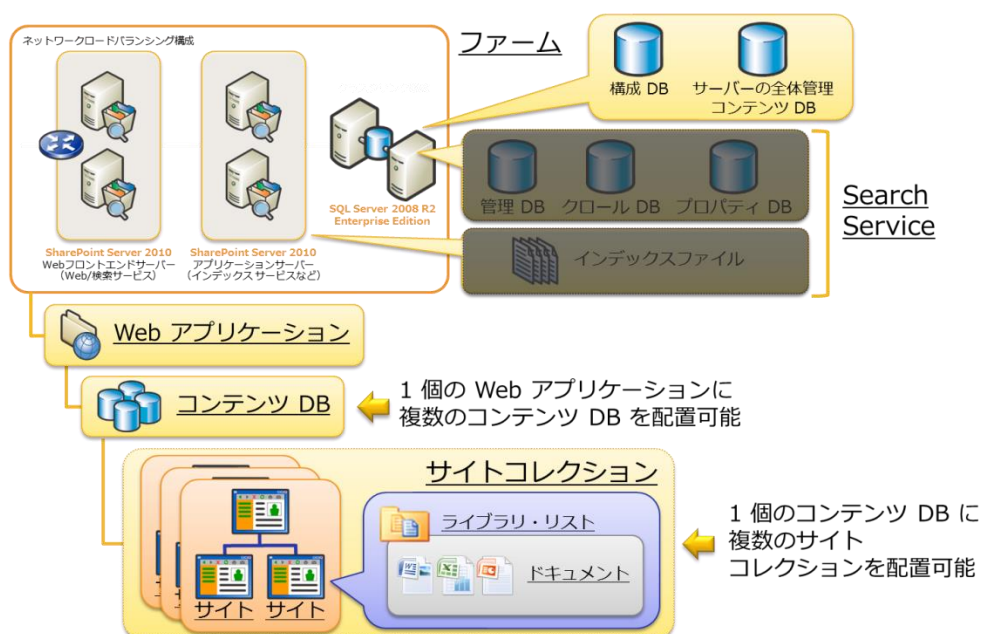 ネットワークロードバランシング構成
ファーム
構成 DB
サーバーの全体管理
コンテンツ DB
管理 DB
クロール DB
プロパティ DB
Search
Service
SQL Server 2008 R2
Enterprise Edition
インデックスファイル
SharePoint Server 2010
Webフロントエンドサーバー
(Web/検索サービス)
SharePoint Server 2010
アプリケーションサーバー
(インデックス サービスなど)
Web アプリケーション
コンテンツ DB
1 個の Web アプリケーションに
複数のコンテンツ DB を配置可能
サイトコレクション
ライブラリ・リスト
ドキュメント
サイト
サイト
1 個のコンテンツ DB に
複数のサイト
コレクションを配置可能